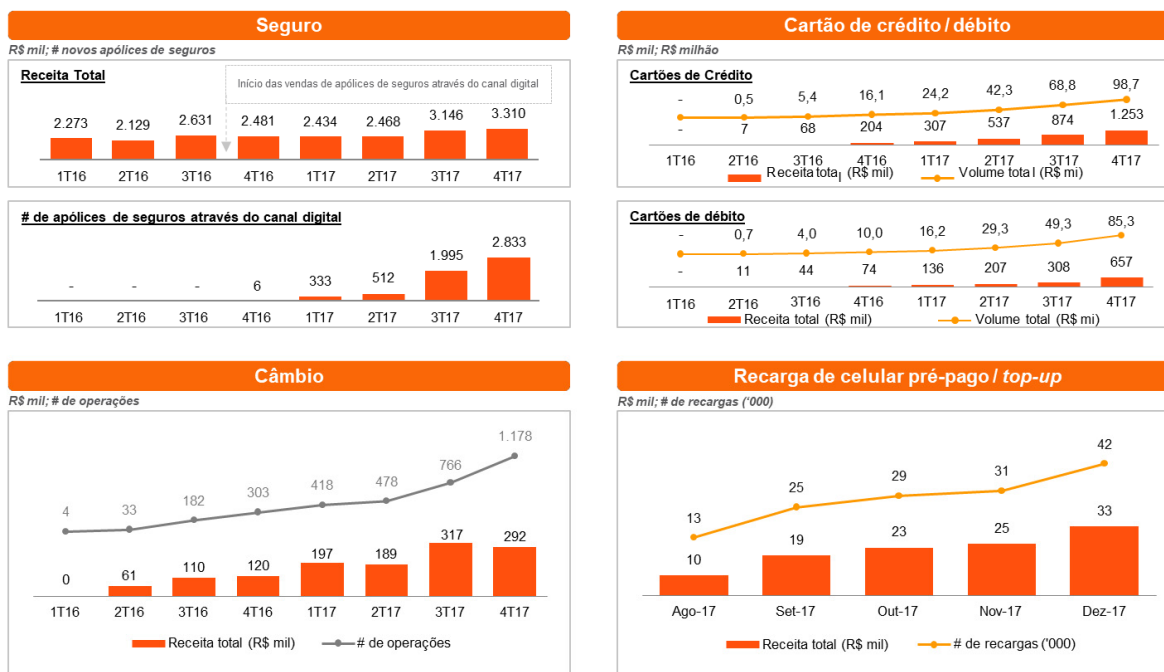 Seguro
R$ mil; # novos apólices de seguros
Receita Total
Início das vendas de apólices de seguros através do canal digital
2.273 2.129 2.631 2.481 2.434 2.468 3.146 3.310
1T16 2T16 3T16 4T16 1T17 2T17 3T17 4T17
# de apólices de seguros através do canal digital
- - - 6 333 512 1.995 2.833
1T16 2T16 3T16 4T16 1T17 2T17 3T17 4T17
Cartão de crédito / débito
R$ mil; R$ milhão
Cartões de Crédito
- 0,5 5,4 16,1 24,2 42,3 68,8 98,7
- 7 68 204 307 537 874 1.253
1T16 2T16 3T16 4T16 1T17 2T17 3T17 4T17
Receita total (R$ mil) Volume total (R$ mi)
Cartões de débito
- 0,7 4,0 10,0 16,2 29,3 49,3 85,3
- 11 44 74 136 207 308 657
1T16 2T16 3T16 4T16 1T17 2T17 3T17 4T17
Receita total (R$ mil) Volume total (R$ mi)
Câmbio
R$ mil; # de operações
4 33 182 303 418 478 766 1.178
0 61 110 120 197 189 317 292
1T16 2T16 3T16 4T16 1T17 2T17 3T17 4T17
Receita total (R$ mil) # de operações
Recarga de celular pré-pago / top-up
R$ mil; # de recargas ('000)
13 25 29 31 42
10 19 23 25 33
Ago-17 Set-17 Out-17 Nov-17 Dez-17
Receita total (R$ mil) # de recargas ('000)